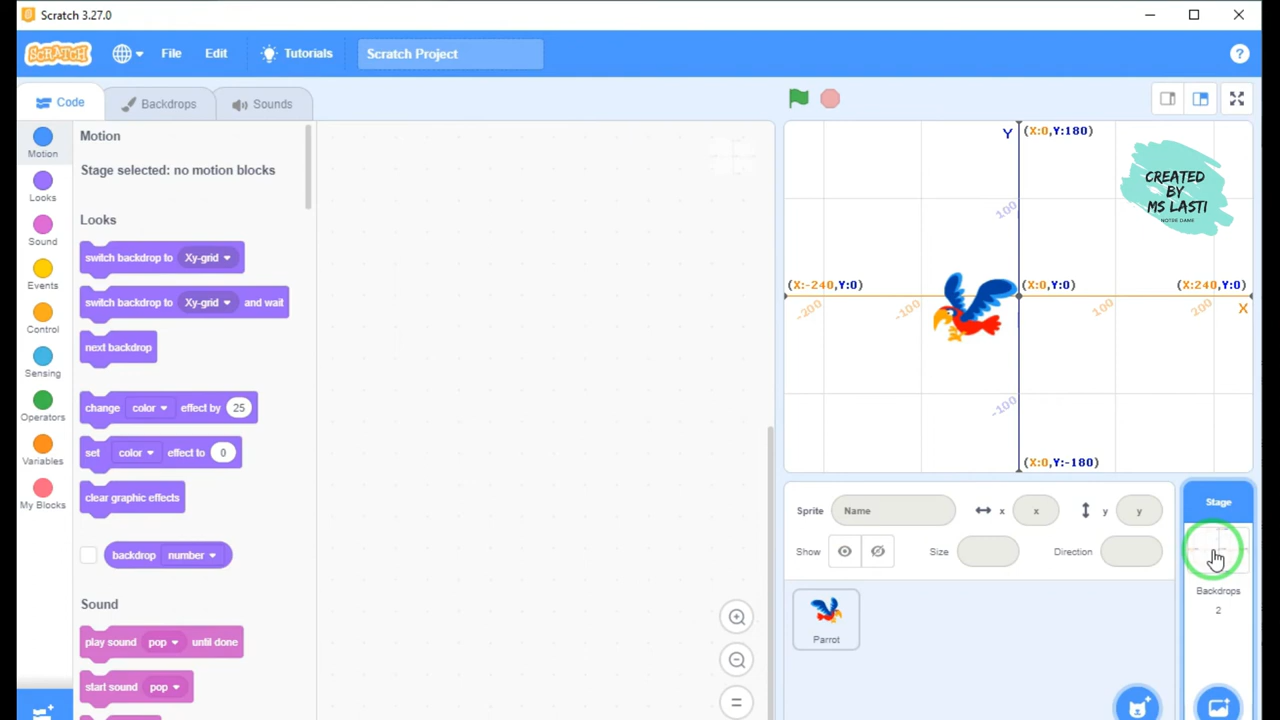 Scratch 3.27.0
SCRATCH File Edit Tutorials Scratch Project ?
Code Backdrops Sounds
Motion
Looks
Sound
Events
Control
Sensing
Operators
Variables
My Blocks
Motion
Stage selected: no motion blocks
Looks
switch backdrop to Xy-grid
switch backdrop to Xy-grid and wait
next backdrop
change color effect by 25
set color effect to 0
clear graphic effects
backdrop number
Sound
play sound pop until done
start sound pop
Y (X:0,Y:180)
CREATED
BY
MS LASTI
NOTRE DAME
100
(X:-240,Y:0) (X:0,Y:0) (X:240,Y:0)
-200 -100 100 200 X
-100
(X:0,Y:-180)
Sprite Name x x y y
Show Size Direction
Parrot
Stage
Backdrops
2